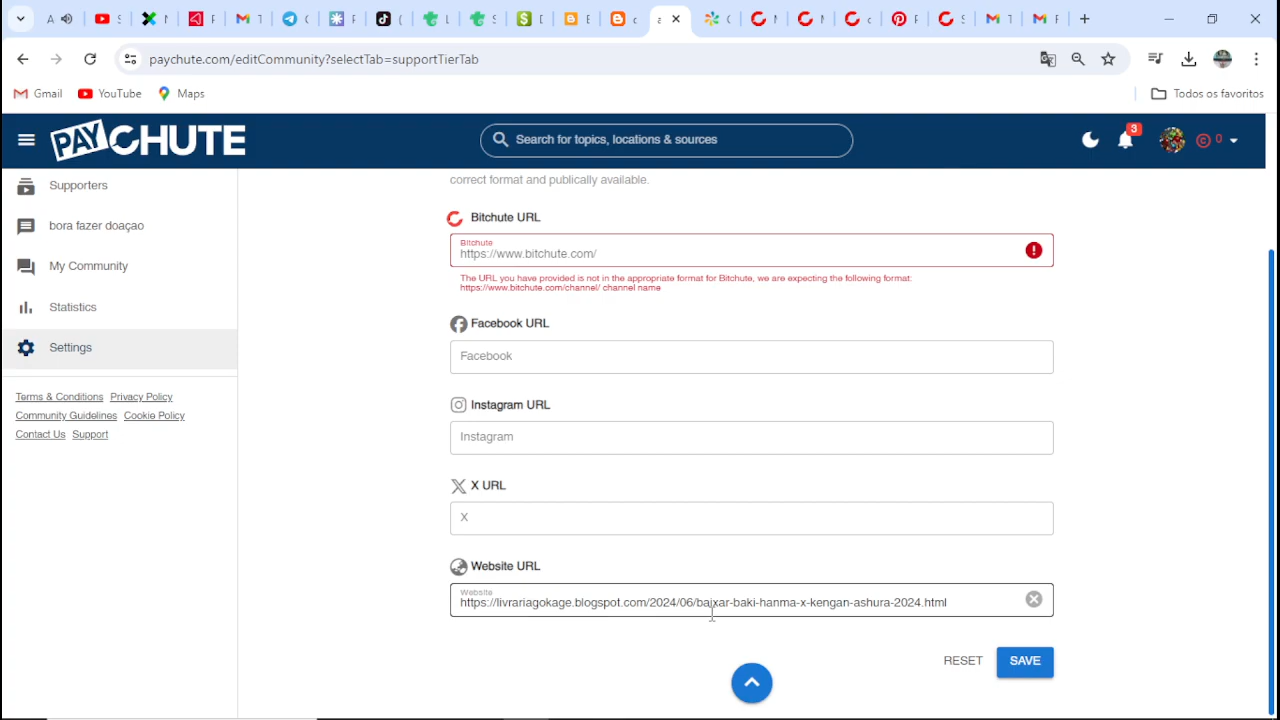 paychute.com/editCommunity?selectTab=supportTierTab
Gmail
YouTube
Maps
Todos os favoritos
PAYCHUTE
Search for topics, locations & sources
3
0
Supporters
bora fazer doaçao
My Community
Statistics
Settings
Terms & Conditions Privacy Policy
Community Guidelines Cookie Policy
Contact Us Support
correct format and publically available.
Bitchute URL
Bitchute
https://www.bitchute.com/
The URL you have provided is not in the appropriate format for Bitchute, we are expecting the following format:
https://www.bitchute.com/channel/ channel name
Facebook URL
Facebook
Instagram URL
Instagram
X URL
X
Website URL
Website
https://livrariagokage.blogspot.com/2024/06/baixar-baki-hanma-x-kengan-ashura-2024.html
RESET
SAVE